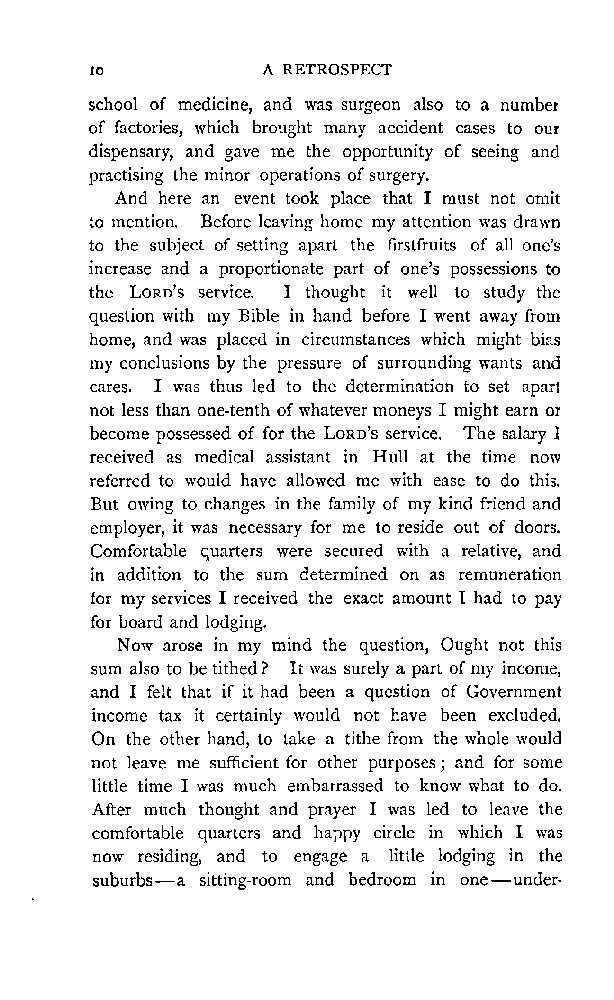 10 A RETROSPECT
school of medicine, and was surgeon also to a number
of factories, which brought many accident cases to our
dispensary, and gave me the opportunity of seeing and
practising the minor operations of surgery.
And here an event took place that I must not omit
to mention. Before leaving home my attention was drawn
to the subject of setting apart the firstfruits of all one's
increase and a proportionate part of one's possessions to
the LORD'S service. I thought it well to study the
question with my Bible in hand before I went away from
home, and was placed in circumstances which might bias
my conclusions by the pressure of surrounding wants and
cares. I was thus led to the determination to set apart
not less than one-tenth of whatever moneys I might earn or
become possessed of for the LORD'S service. The salary I
received as medical assistant in Hull at the time now
referred to would have allowed me with ease to do this.
But owing to changes in the family of my kind friend and
employer, it was necessary for me to reside out of doors.
Comfortable quarters were secured with a relative, and
in addition to the sum determined on as remuneration
for my services I received the exact amount I had to pay
for board and lodging.
Now arose in my mind the question, Ought not this
sum also to be tithed? It was surely a part of my income,
and I felt that if it had been a question of Government
income tax it certainly would not have been excluded.
On the other hand, to take a tithe from the whole would
not leave me sufficient for other purposes; and for some
little time I was much embarrassed to know what to do.
After much thought and prayer I was led to leave the
comfortable quarters and happy circle in which I was
now residing, and to engage a little lodging in the
suburbs—a sitting-room and bedroom in one—under-